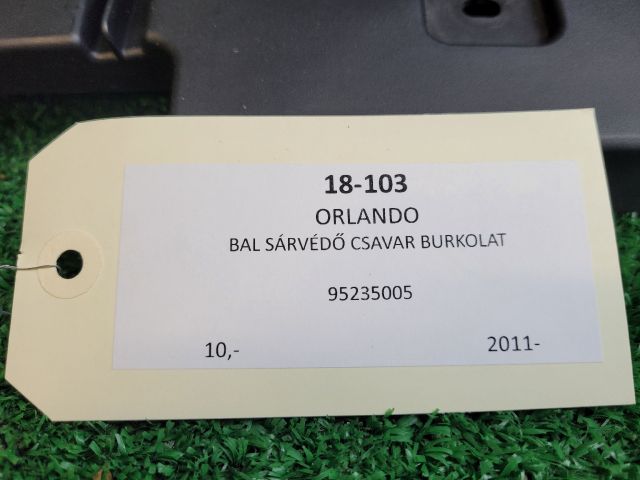 18-103
ORLANDO
BAL SÁRVÉDŐ CSAVAR BURKOLAT
95235005
10,- 2011-